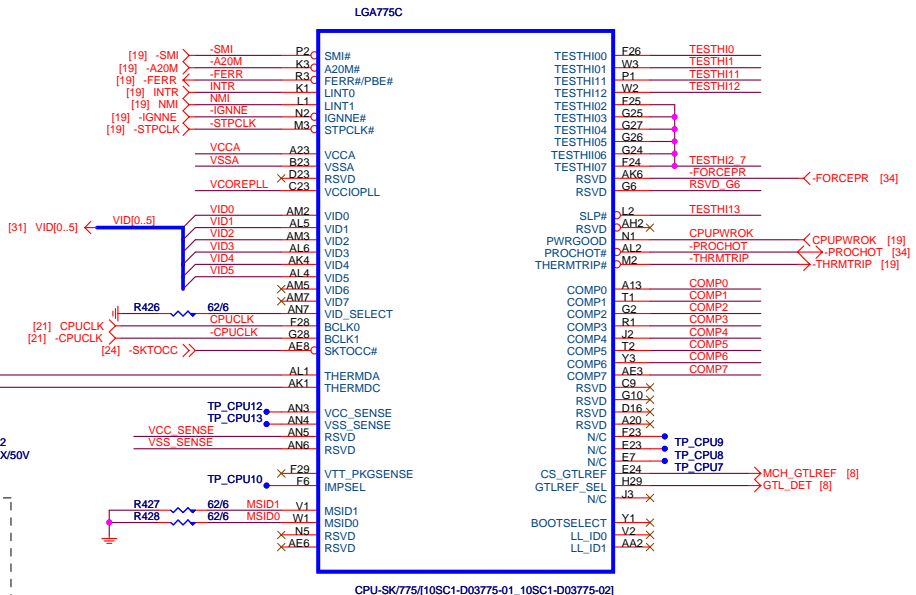 LGA775C
[19] -SMI -SMI P2 SMI# TESTHI00 F26 TESTHI0
[19] -A20M -A20M K3 A20M# TESTHI01 W3 TESTHI1
[19] -FERR -FERR R3 FERR#/PBE# TESTHI11 P1 TESTHI11
[19] INTR INTR K1 LINT0 TESTHI12 W2 TESTHI12
[19] NMI NMI L1 LINT1 TESTHI02 F25
[19] -IGNNE -IGNNE N2 IGNNE# TESTHI03 G25
[19] -STPCLK -STPCLK M3 STPCLK# TESTHI04 G27
TESTHI05 G26
VCCA A23 VCCA TESTHII06 G24
VSSA B23 VSSA TESTHI07 F24 TESTHI2_7
D23 RSVD RSVD AK6 -FORCEPR -FORCEPR [34]
VCOREPLL C23 VCCIOPLL RSVD G6 RSVD_G6
VID0 AM2 VID0 SLP# L2 TESTHI13
[31] VID[0..5] VID[0..5] VID1 AL5 VID1 RSVD AH2
VID2 AM3 VID2 PWRGOOD N1 CPUPWROK CPUPWROK [19]
VID3 AL6 VID3 PROCHOT# AL2 -PROCHOT -PROCHOT [34]
VID4 AK4 VID4 THERMTRIP# M2 -THRMTRIP -THRMTRIP [19]
VID5 AL4 VID5
AM5 VID6 COMP0 A13 COMP0
AM7 VID7 COMP1 T1 COMP1
R426 62/6 AN7 VID_SELECT COMP2 G2 COMP2
[21] CPUCLK CPUCLK F28 BCLK0 COMP3 R1 COMP3
[21] -CPUCLK -CPUCLK G28 BCLK1 COMP4 J2 COMP4
[24] -SKTOCC AE8 SKTOCC# COMP5 T2 COMP5
COMP6 Y3 COMP6
AL1 THERMDA COMP7 AE3 COMP7
AK1 THERMDC RSVD C9
RSVD G10
TP_CPU12 AN3 VCC_SENSE RSVD D16
TP_CPU13 AN4 VSS_SENSE RSVD A20
VCC_SENSE AN5 RSVD N/C F23 TP_CPU9
2 VSS_SENSE AN6 RSVD N/C E23 TP_CPU8
X/50V N/C E7 TP_CPU7
F29 VTT_PKGSENSE CS_GTLREF E24 MCH_GTLREF [8]
TP_CPU10 F6 IMPSEL GTLREF_SEL H29 GTL_DET [8]
N/C J3
R427 62/6 MSID1 V1 MSID1
R428 62/6 MSID0 W1 MSID0 BOOTSELECT Y1
N5 RSVD LL_ID0 V2
AE6 RSVD LL_ID1 AA2
CPU-SK/775/[10SC1-D03775-01_10SC1-D03775-02]